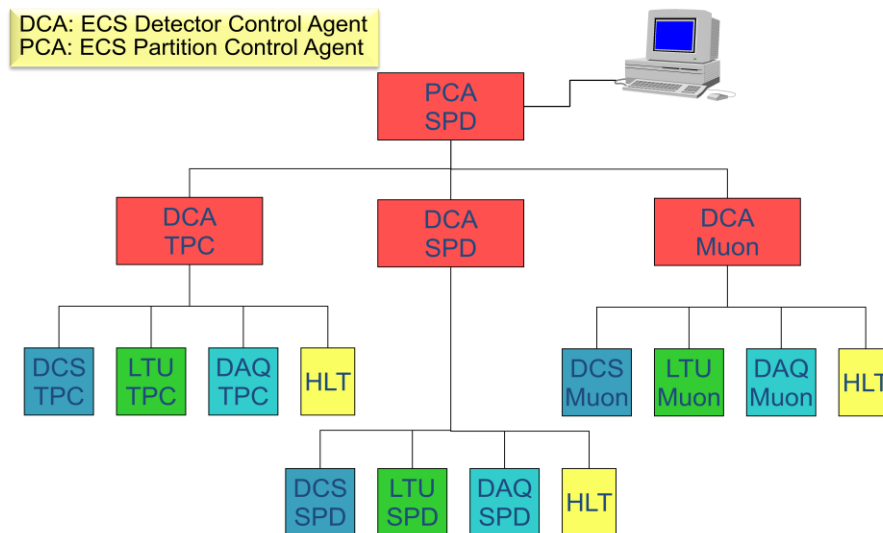 DCA: ECS Detector Control Agent
PCA: ECS Partition Control Agent
PCA
SPD
DCA
TPC
DCA
SPD
DCA
Muon
DCS
TPC
LTU
TPC
DAQ
TPC
HLT
DCS
Muon
LTU
Muon
DAQ
Muon
HLT
DCS
SPD
LTU
SPD
DAQ
SPD
HLT